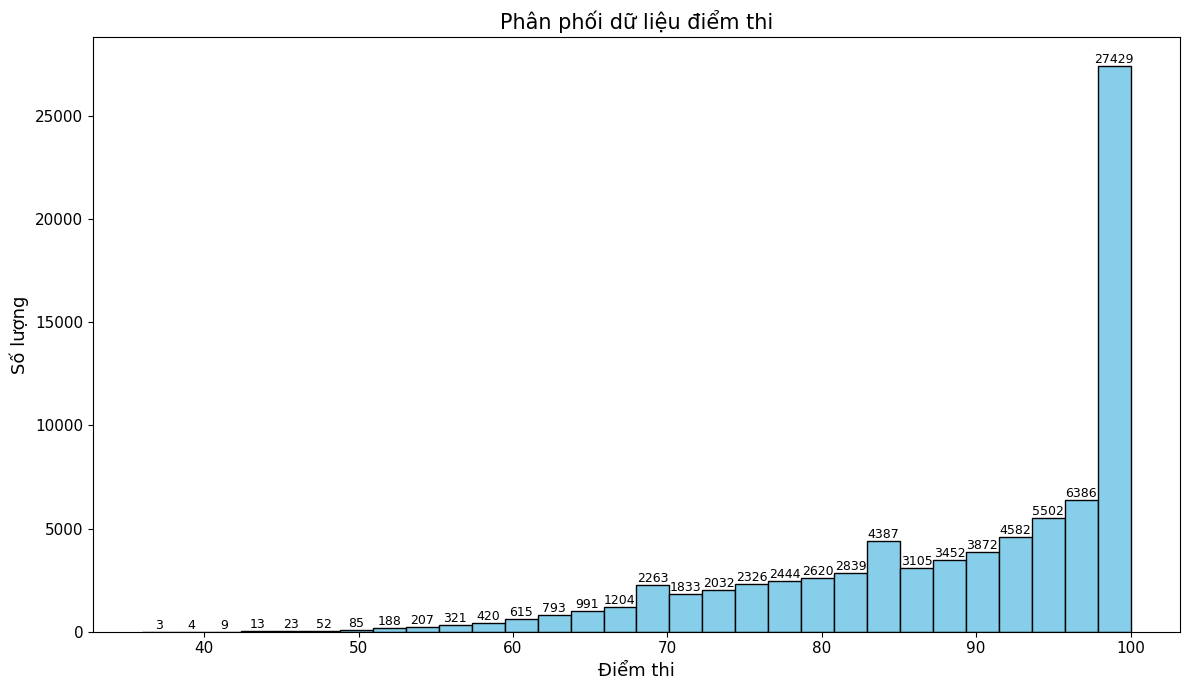 Phân phối dữ liệu điểm thi
Số lượng
25000
20000
15000
10000
5000
0
3 4 9 13 23 52 85 188 207 321 420 615 793 991 1204 2263 1833 2032 2326 2444 2620 2839 4387 3105 3452 3872 4582 5502 6386 27429
40 50 60 70 80 90 100
Điểm thi